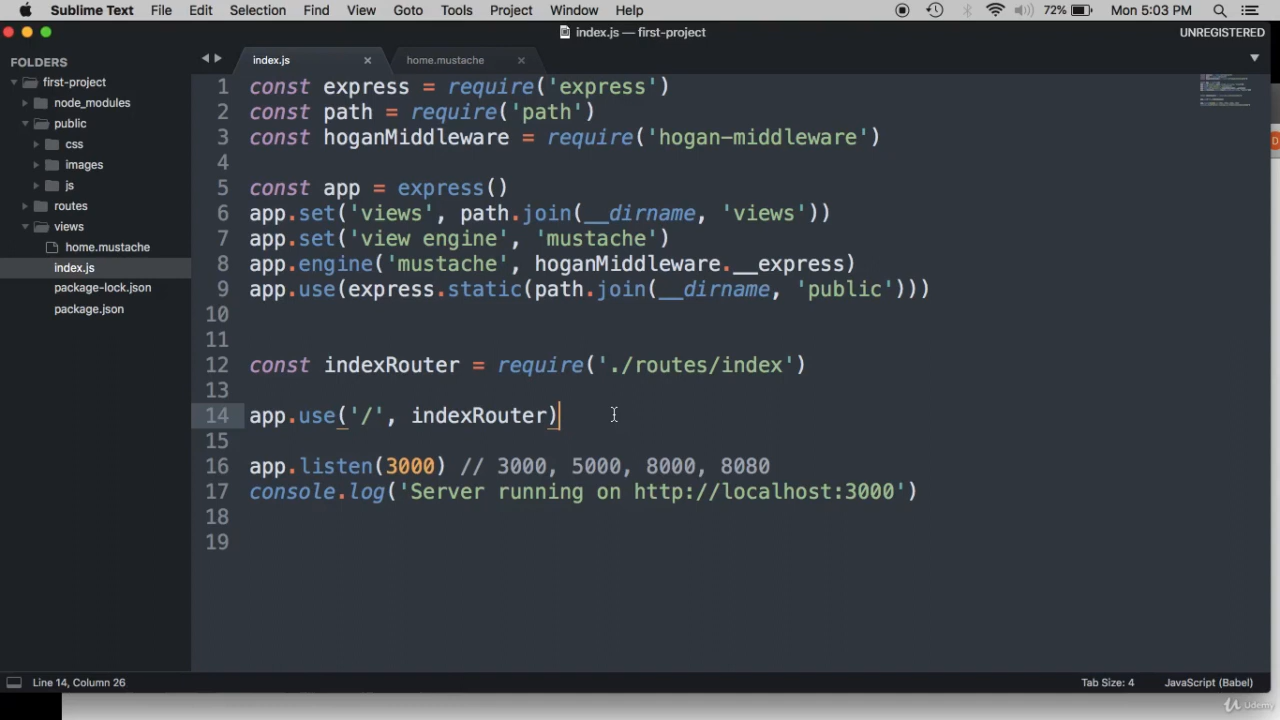 Sublime Text File Edit Selection Find View Goto Tools Project Window Help 72% Mon 5:03 PM
index.js — first-project UNREGISTERED
FOLDERS
first-project
node_modules
public
css
images
js
routes
views
home.mustache
index.js
package-lock.json
package.json
index.js home.mustache
1 const express = require('express')
2 const path = require('path')
3 const hoganMiddleware = require('hogan-middleware')
4
5 const app = express()
6 app.set('views', path.join(__dirname, 'views'))
7 app.set('view engine', 'mustache')
8 app.engine('mustache', hoganMiddleware.__express)
9 app.use(express.static(path.join(__dirname, 'public')))
10
11
12 const indexRouter = require('./routes/index')
13
14 app.use('/', indexRouter)
15
16 app.listen(3000) // 3000, 5000, 8000, 8080
17 console.log('Server running on http://localhost:3000')
18
19
Line 14, Column 26 Tab Size: 4 JavaScript (Babel)
Udemy